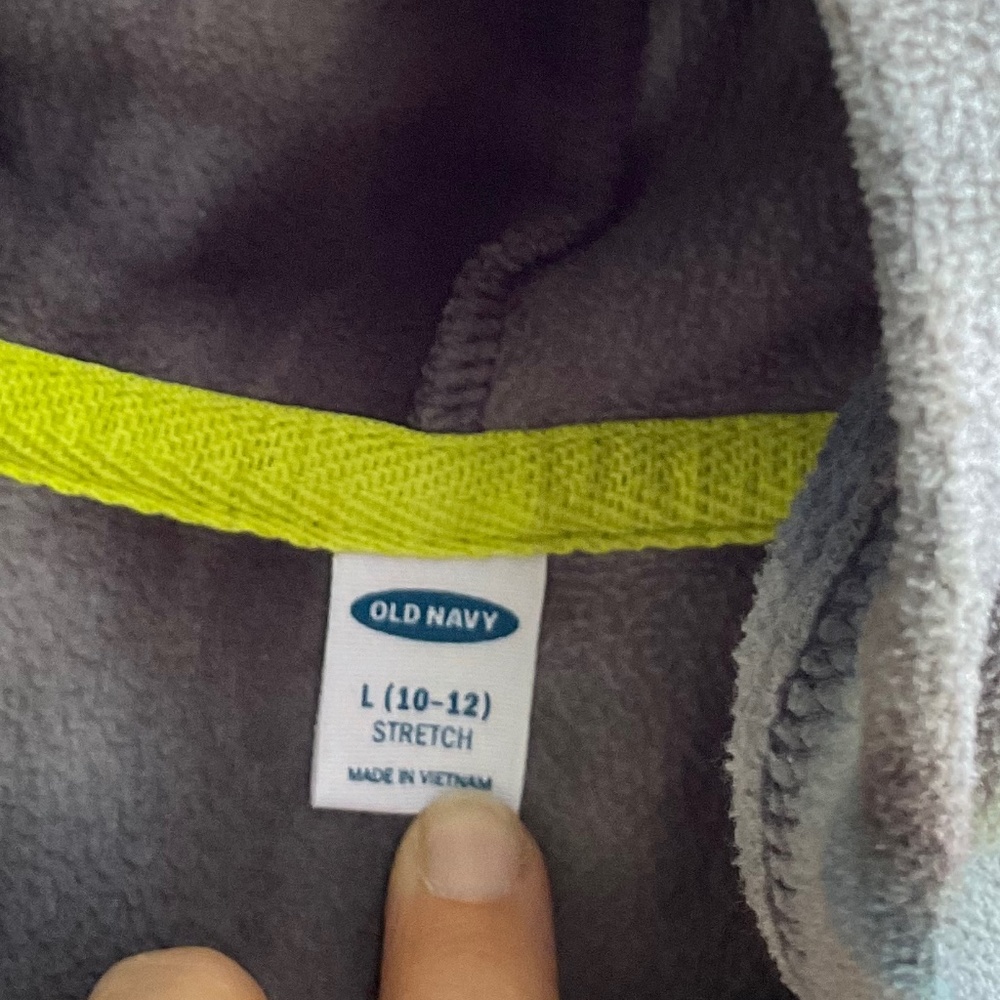 OLD NAVY
L (10-12)
STRETCH
MADE IN VIETNAM